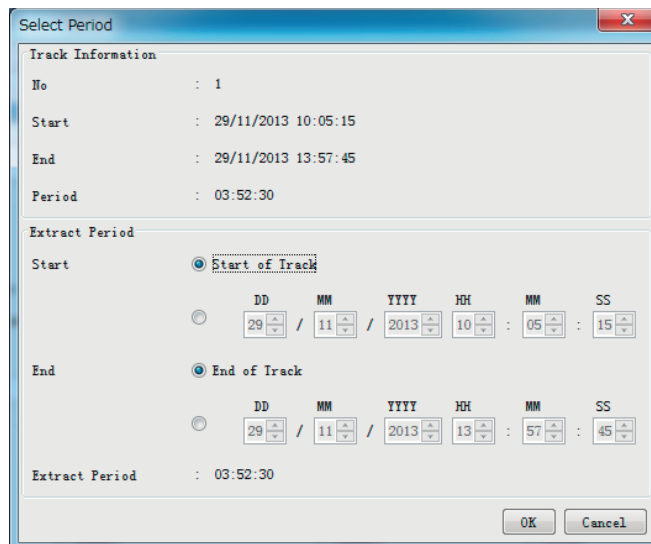 Select Period
Track Information
No : 1
Start : 29/11/2013 10:05:15
End : 29/11/2013 13:57:45
Period : 03:52:30
Extract Period
Start Start of Track
DD MM YYYY HH MM SS
29 / 11 / 2013 10 : 05 : 15
End End of Track
DD MM YYYY HH MM SS
29 / 11 / 2013 13 : 57 : 45
Extract Period : 03:52:30
OK Cancel